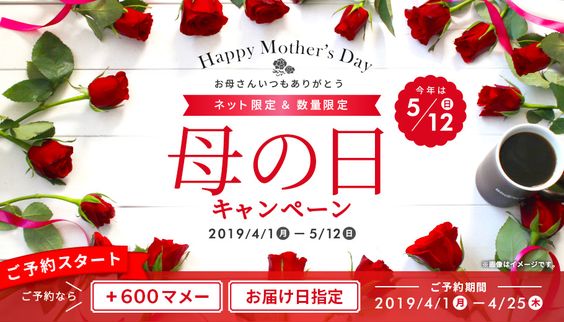 Happy Mother's Day
お母さんいつもありがとう
ネット限定 & 数量限定
今年は
5/12
日
母の日
キャンペーン
2019/4/1月ー5/12日
※画像はイメージです。
ご予約スタート
ご予約なら
+600マメー
お届け日指定
ご予約期間
2019/4/1月ー4/25木